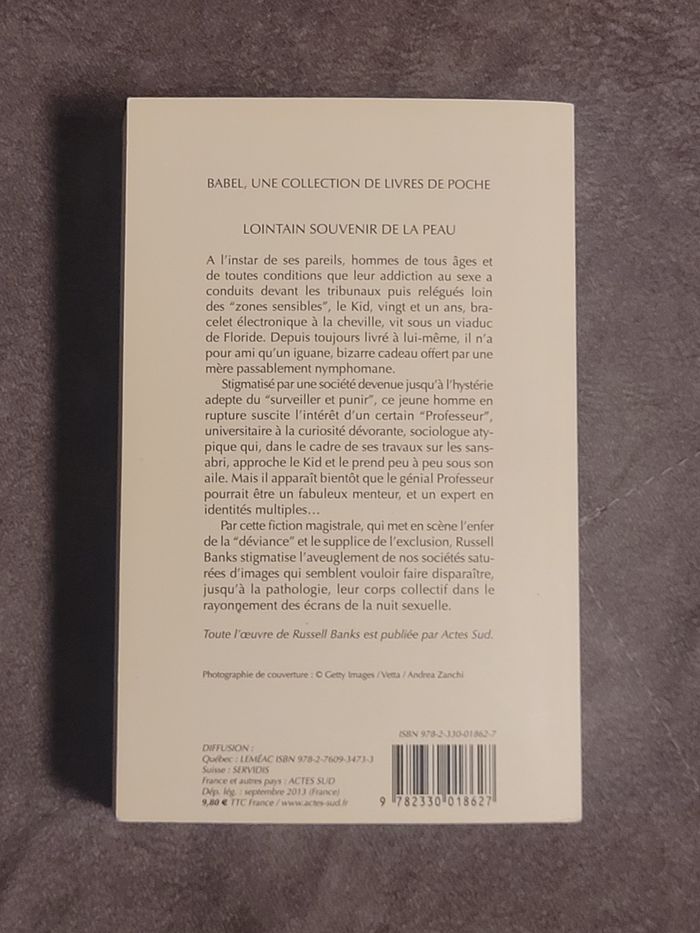 BABEL, UNE COLLECTION DE LIVRES DE POCHE
LOINTAIN SOUVENIR DE LA PEAU
A l'instar de ses pareils, hommes de tous âges et
de toutes conditions que leur addiction au sexe a
conduits devant les tribunaux puis relégués loin
des "zones sensibles", le Kid, vingt et un ans, bra-
celet électronique à la cheville, vit sous un viaduc
de Floride. Depuis toujours livré à lui-même, il n'a
pour ami qu'un iguane, bizarre cadeau offert par une
mère passablement nymphomane.
Stigmatisé par une société devenue jusqu'à l'hystérie
adepte du "surveiller et punir", ce jeune homme en
rupture suscite l'intérêt d'un certain "Professeur",
universitaire à la curiosité dévorante, sociologue aty-
pique qui, dans le cadre de ses travaux sur les sans-
abri, approche le Kid et le prend peu à peu sous son
aile. Mais il apparaît bientôt que le génial Professeur
pourrait être un fabuleux menteur, et un expert en
identités multiples...
Par cette fiction magistrale, qui met en scène l'enfer
de la "déviance" et le supplice de l'exclusion, Russell
Banks stigmatise l'aveuglement de nos sociétés satu-
rées d'images qui semblent vouloir faire disparaître,
jusqu'à la pathologie, leur corps collectif dans le
rayonnement des écrans de la nuit sexuelle.
Toute l'œuvre de Russell Banks est publiée par Actes Sud.
Photographie de couverture : © Getty Images / Vetta / Andrea Zanchi
DIFFUSION :
Québec : LEMÉAC ISBN 978-2-7609-3473-3
Suisse : SERVIDIS
France et autres pays : ACTES SUD
Dép. lég. : septembre 2013 (France)
9,80 € TTC France / www.actes-sud.fr
ISBN 978-2-330-01862-7
9 782330 018627